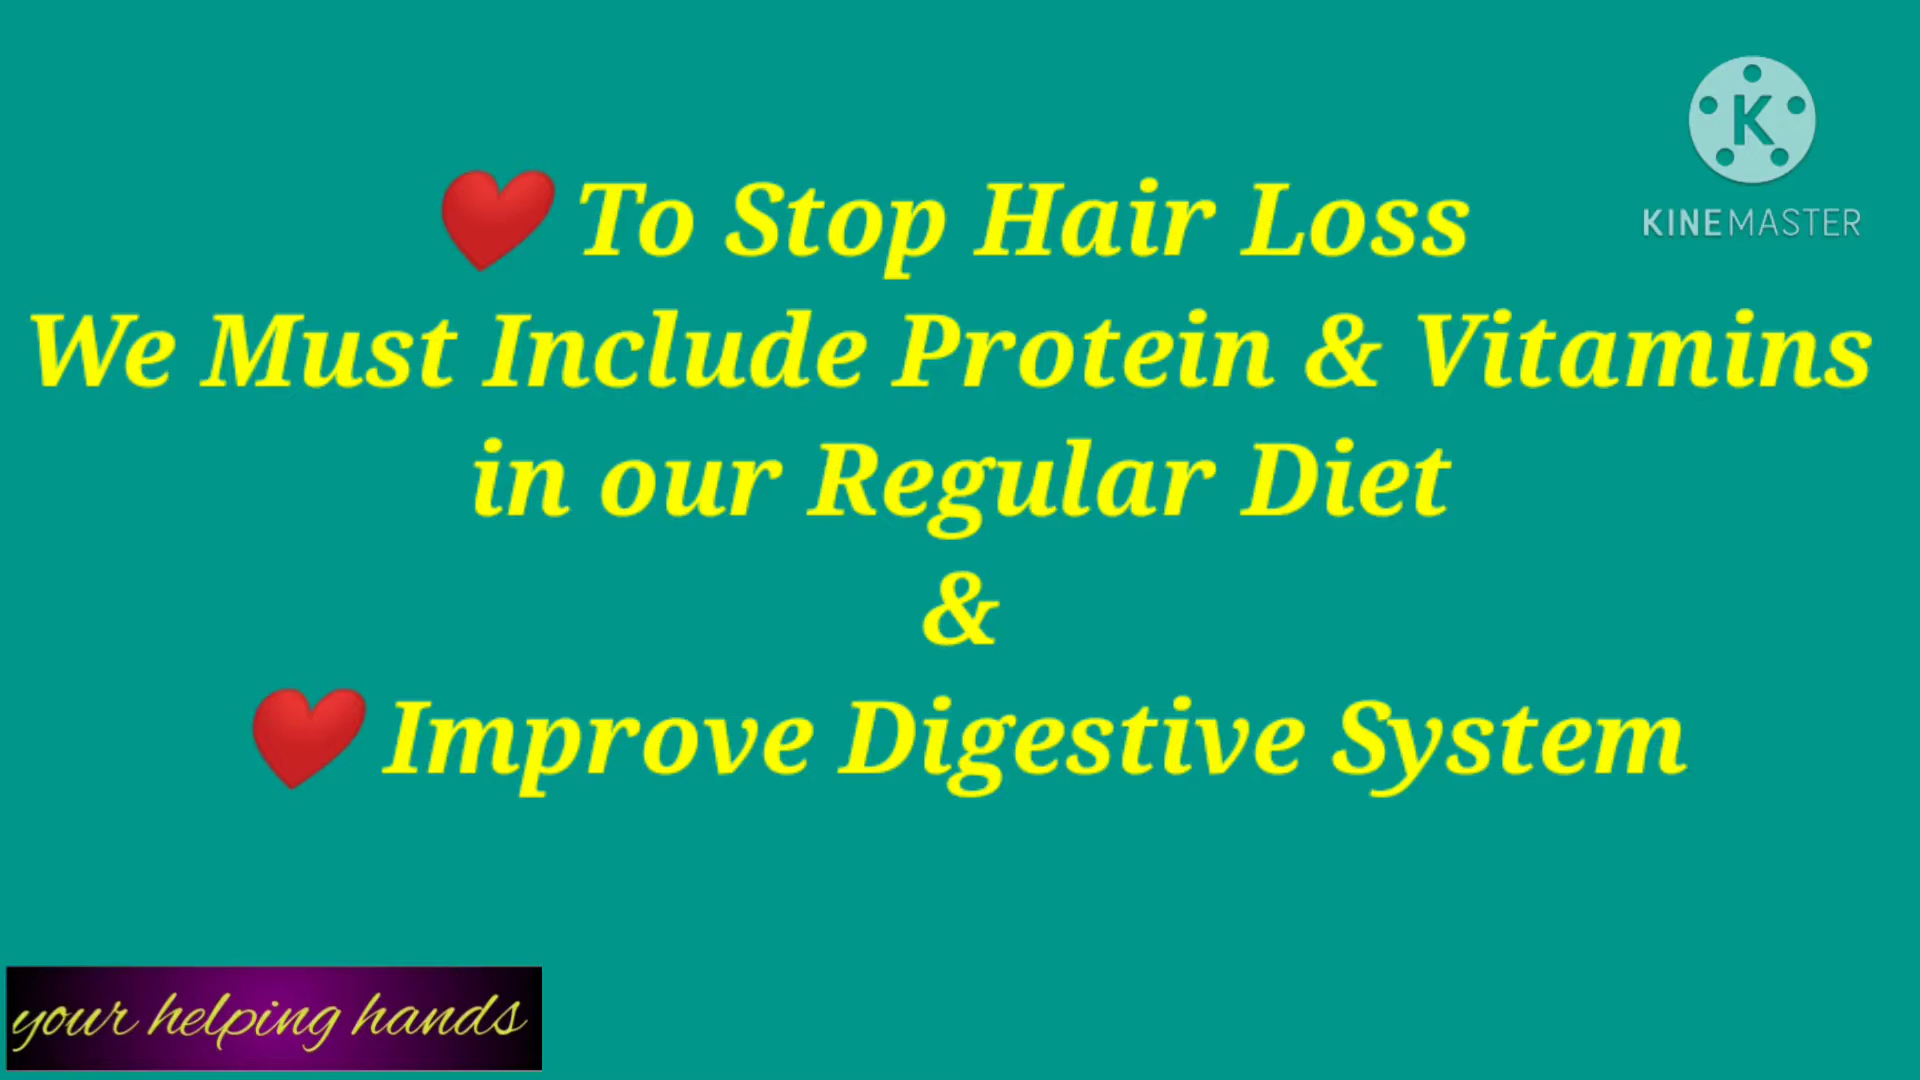 K
KINEMASTER
❤️ To Stop Hair Loss
We Must Include Protein & Vitamins
in our Regular Diet
&
❤️ Improve Digestive System
your helping hands